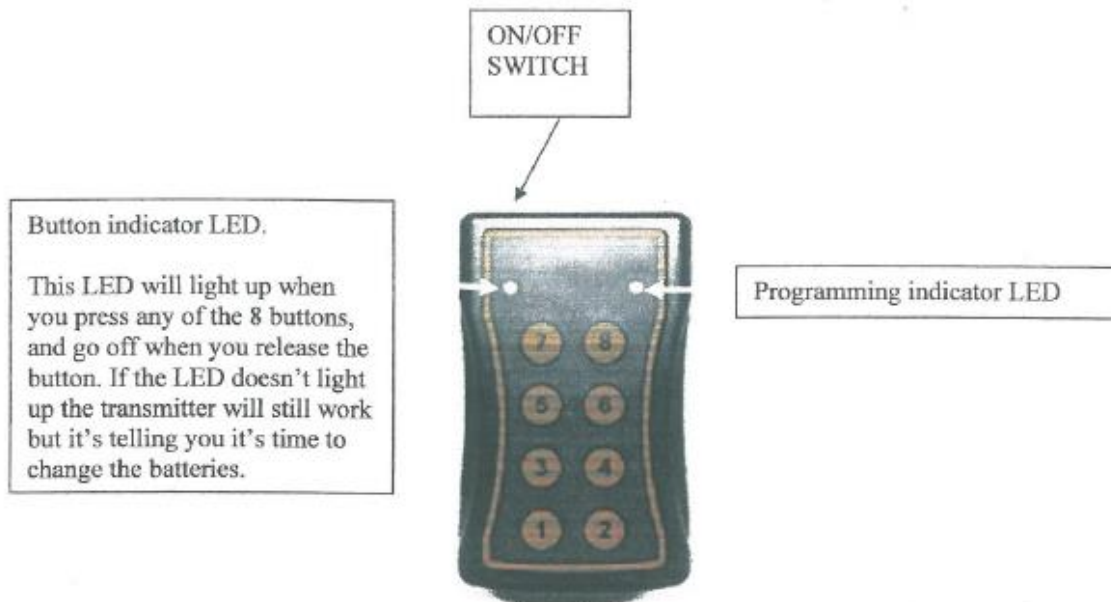 ON/OFF
SWITCH
Button indicator LED.
This LED will light up when
you press any of the 8 buttons,
and go off when you release the
button. If the LED doesn't light
up the transmitter will still work
but it's telling you it's time to
change the batteries.
Programming indicator LED
7 8
5 6
3 4
1 2